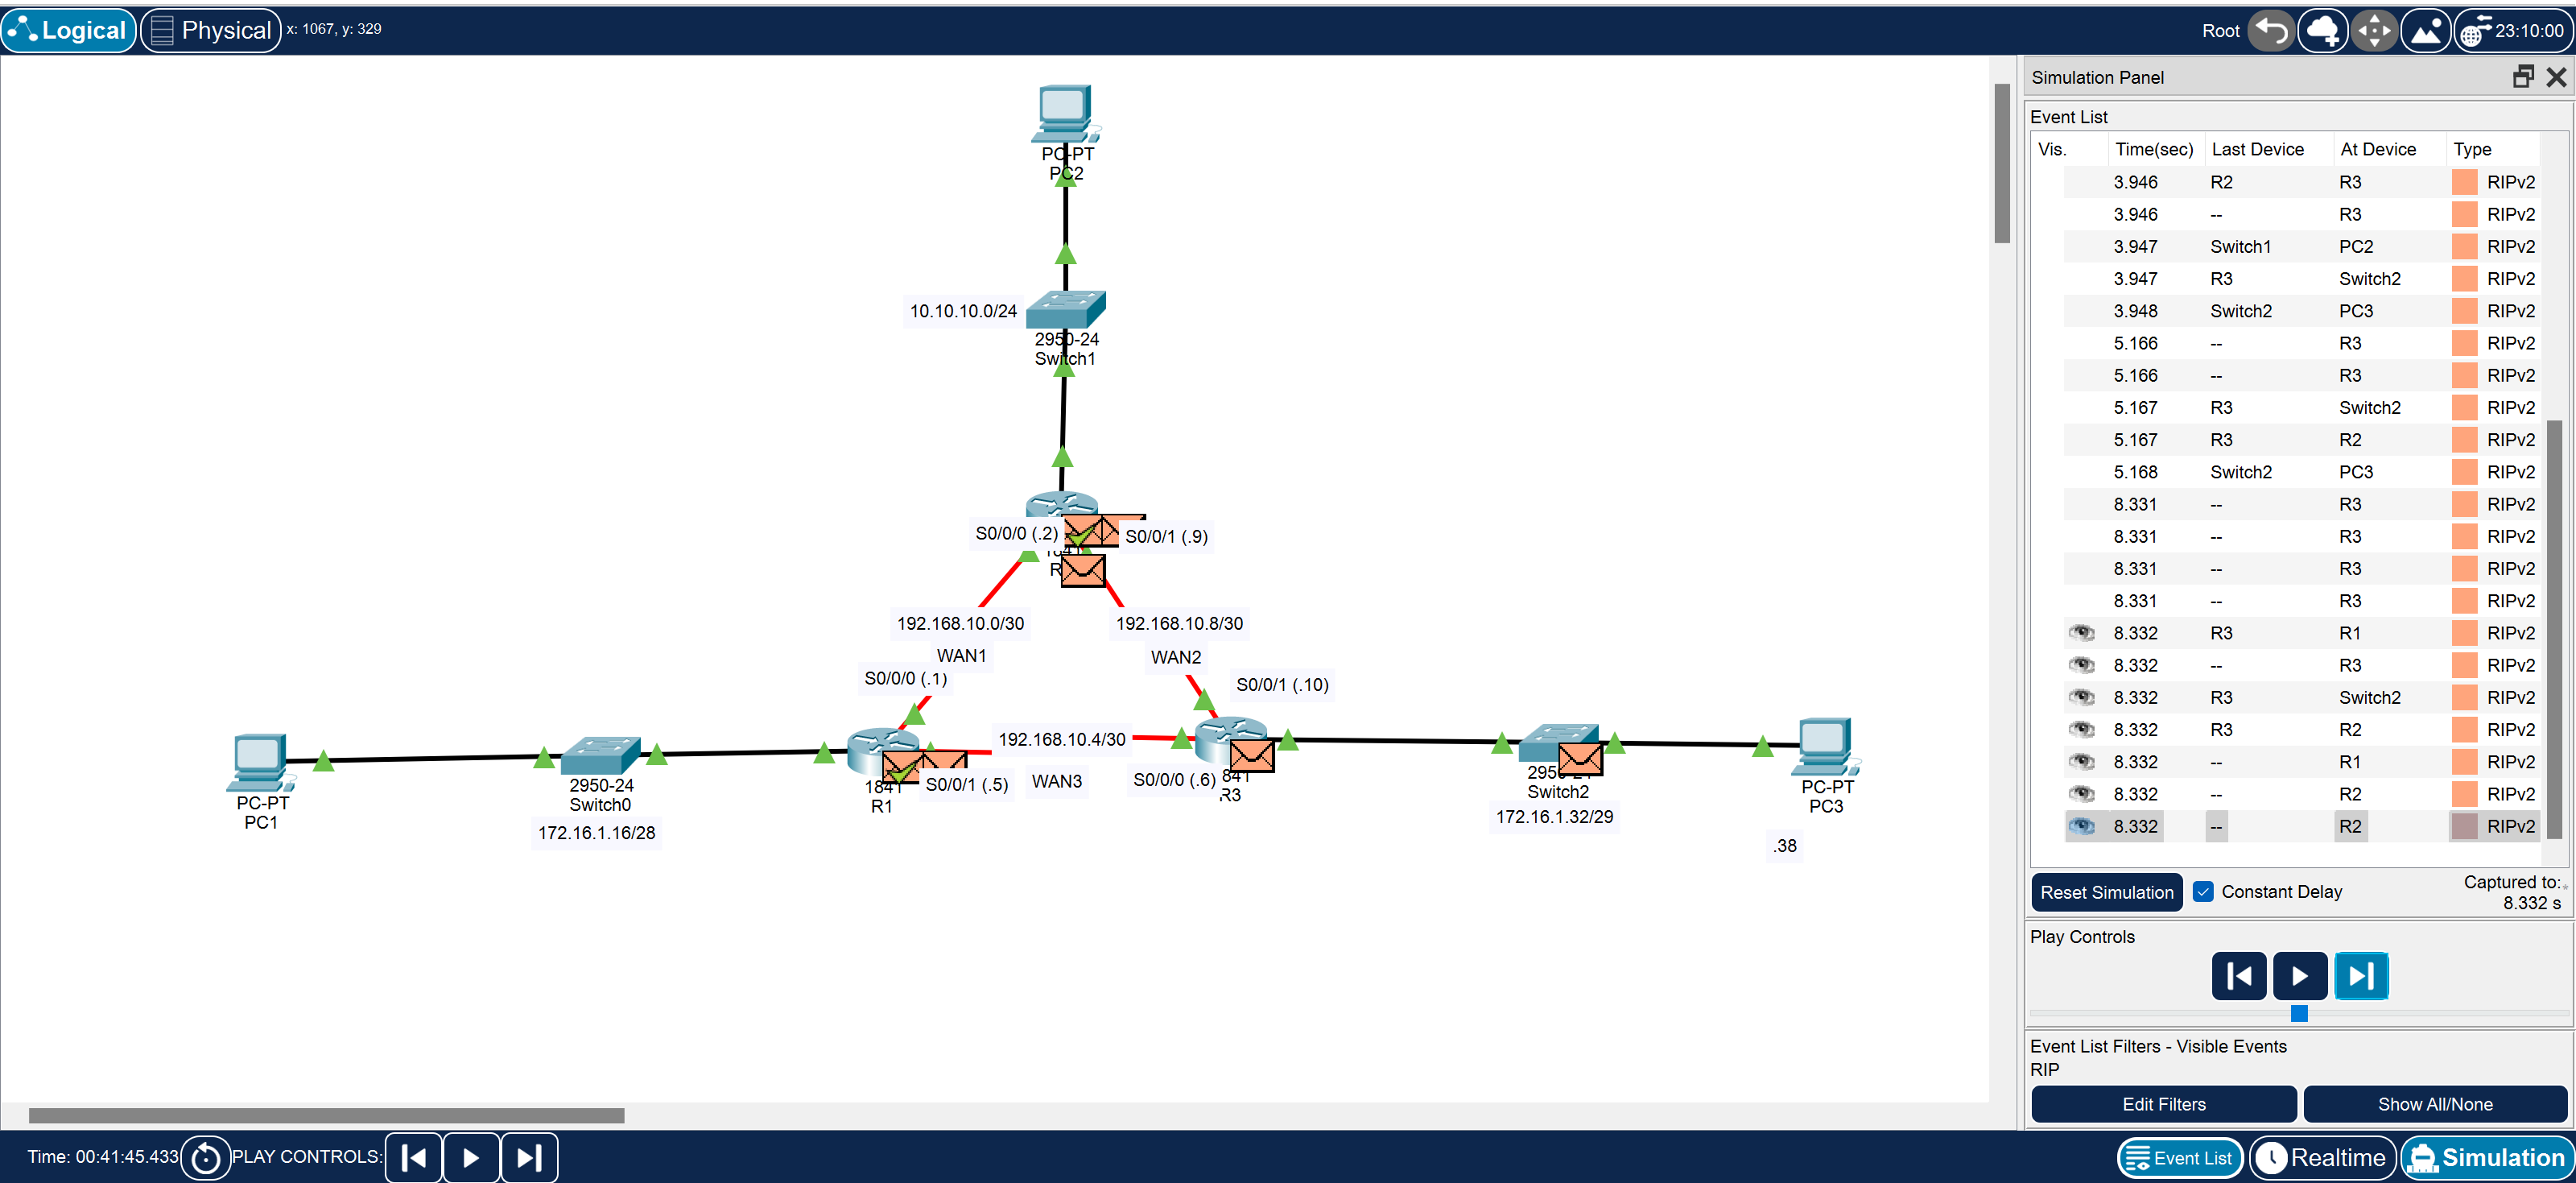 Logical Physical x: 1067, y: 329 Root 23:10:00
PC-PT
PC2
10.10.10.0/24
2950-24
Switch1
S0/0/0 (.2)
S0/0/1 (.9)
1841
R
192.168.10.0/30
192.168.10.8/30
WAN1
WAN2
S0/0/0 (.1)
S0/0/1 (.10)
192.168.10.4/30
PC-PT
PC1
2950-24
Switch0
172.16.1.16/28
1841
R1
S0/0/1 (.5)
WAN3
S0/0/0 (.6)
841
R3
Switch2
172.16.1.32/29
PC-PT
PC3
.38
Simulation Panel
Event List
Vis. Time(sec) Last Device At Device Type
3.946 R2 R3 RIPv2
3.946 -- R3 RIPv2
3.947 Switch1 PC2 RIPv2
3.947 R3 Switch2 RIPv2
3.948 Switch2 PC3 RIPv2
5.166 -- R3 RIPv2
5.166 -- R3 RIPv2
5.167 R3 Switch2 RIPv2
5.167 R3 R2 RIPv2
5.168 Switch2 PC3 RIPv2
8.331 -- R3 RIPv2
8.331 -- R3 RIPv2
8.331 -- R3 RIPv2
8.331 -- R3 RIPv2
8.332 R3 R1 RIPv2
8.332 -- R3 RIPv2
8.332 R3 Switch2 RIPv2
8.332 R3 R2 RIPv2
8.332 -- R1 RIPv2
8.332 -- R2 RIPv2
8.332 -- R2 RIPv2
Reset Simulation Constant Delay Captured to:
8.332 s
Play Controls
Event List Filters - Visible Events
RIP
Edit Filters Show All/None
Time: 00:41:45.433 PLAY CONTROLS: Event List Realtime Simulation